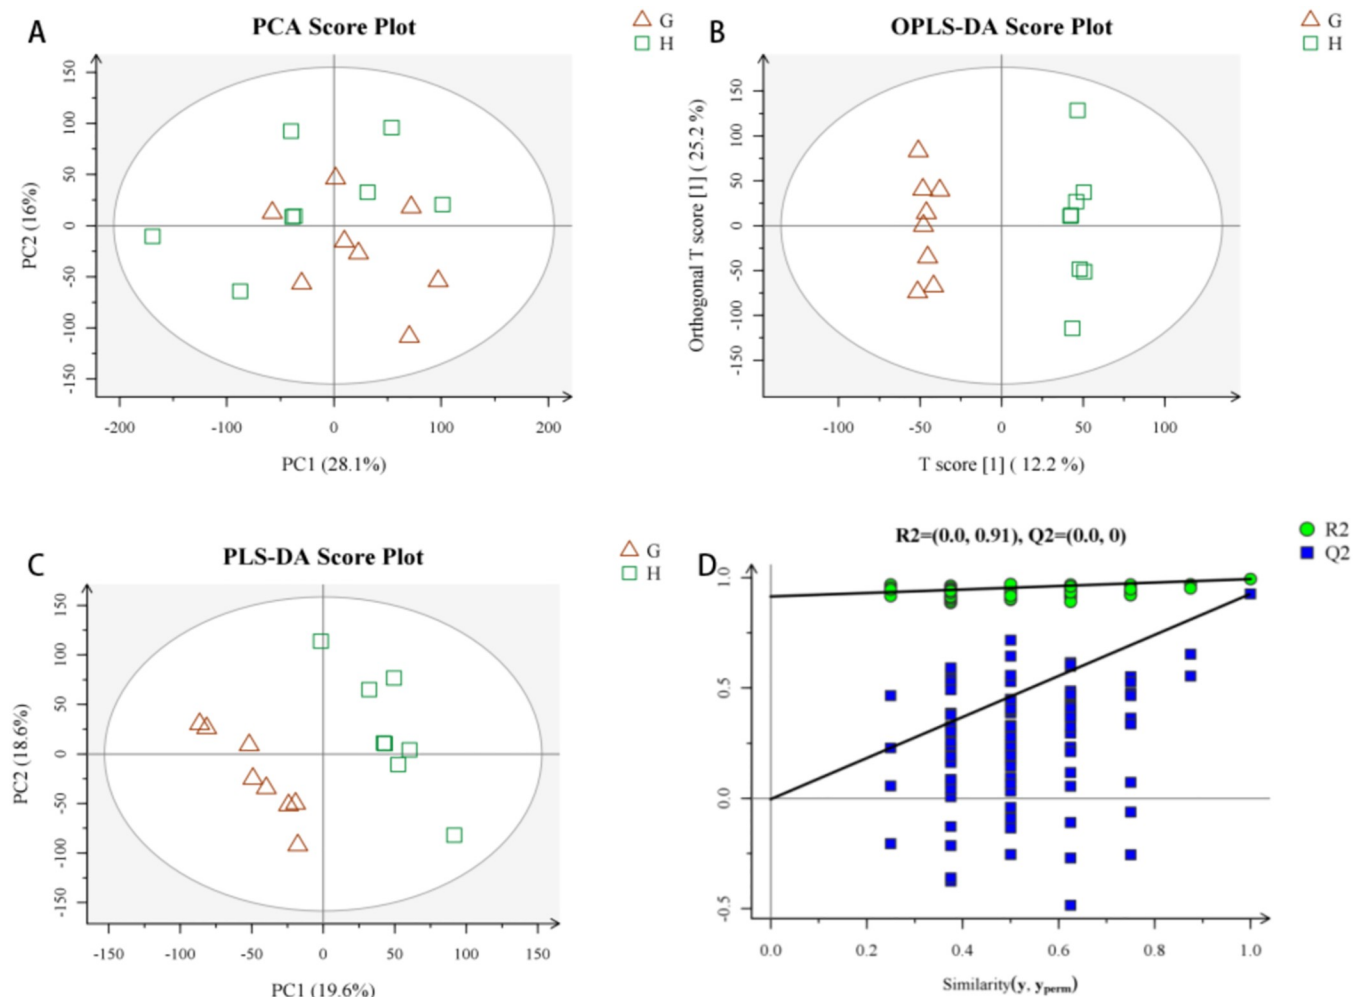 A
PCA Score Plot
G
H
PC2 (16%)
150
100
50
0
-50
-100
-150
-200
-100
0
100
200
PC1 (28.1%)
B
OPLS-DA Score Plot
G
H
Orthogonal T score [1] ( 25.2 %)
150
100
50
0
-50
-100
-150
-100
-50
0
50
100
T score [1] ( 12.2 %)
C
PLS-DA Score Plot
G
H
PC2 (18.6%)
150
100
50
0
-50
-100
-150
-150
-100
-50
0
50
100
150
PC1 (19.6%)
D
R2=(0.0, 0.91), Q2=(0.0, 0)
R2
Q2
1.0
0.5
0.0
-0.5
0.0
0.2
0.4
0.6
0.8
1.0
Similarity(y, yperm)